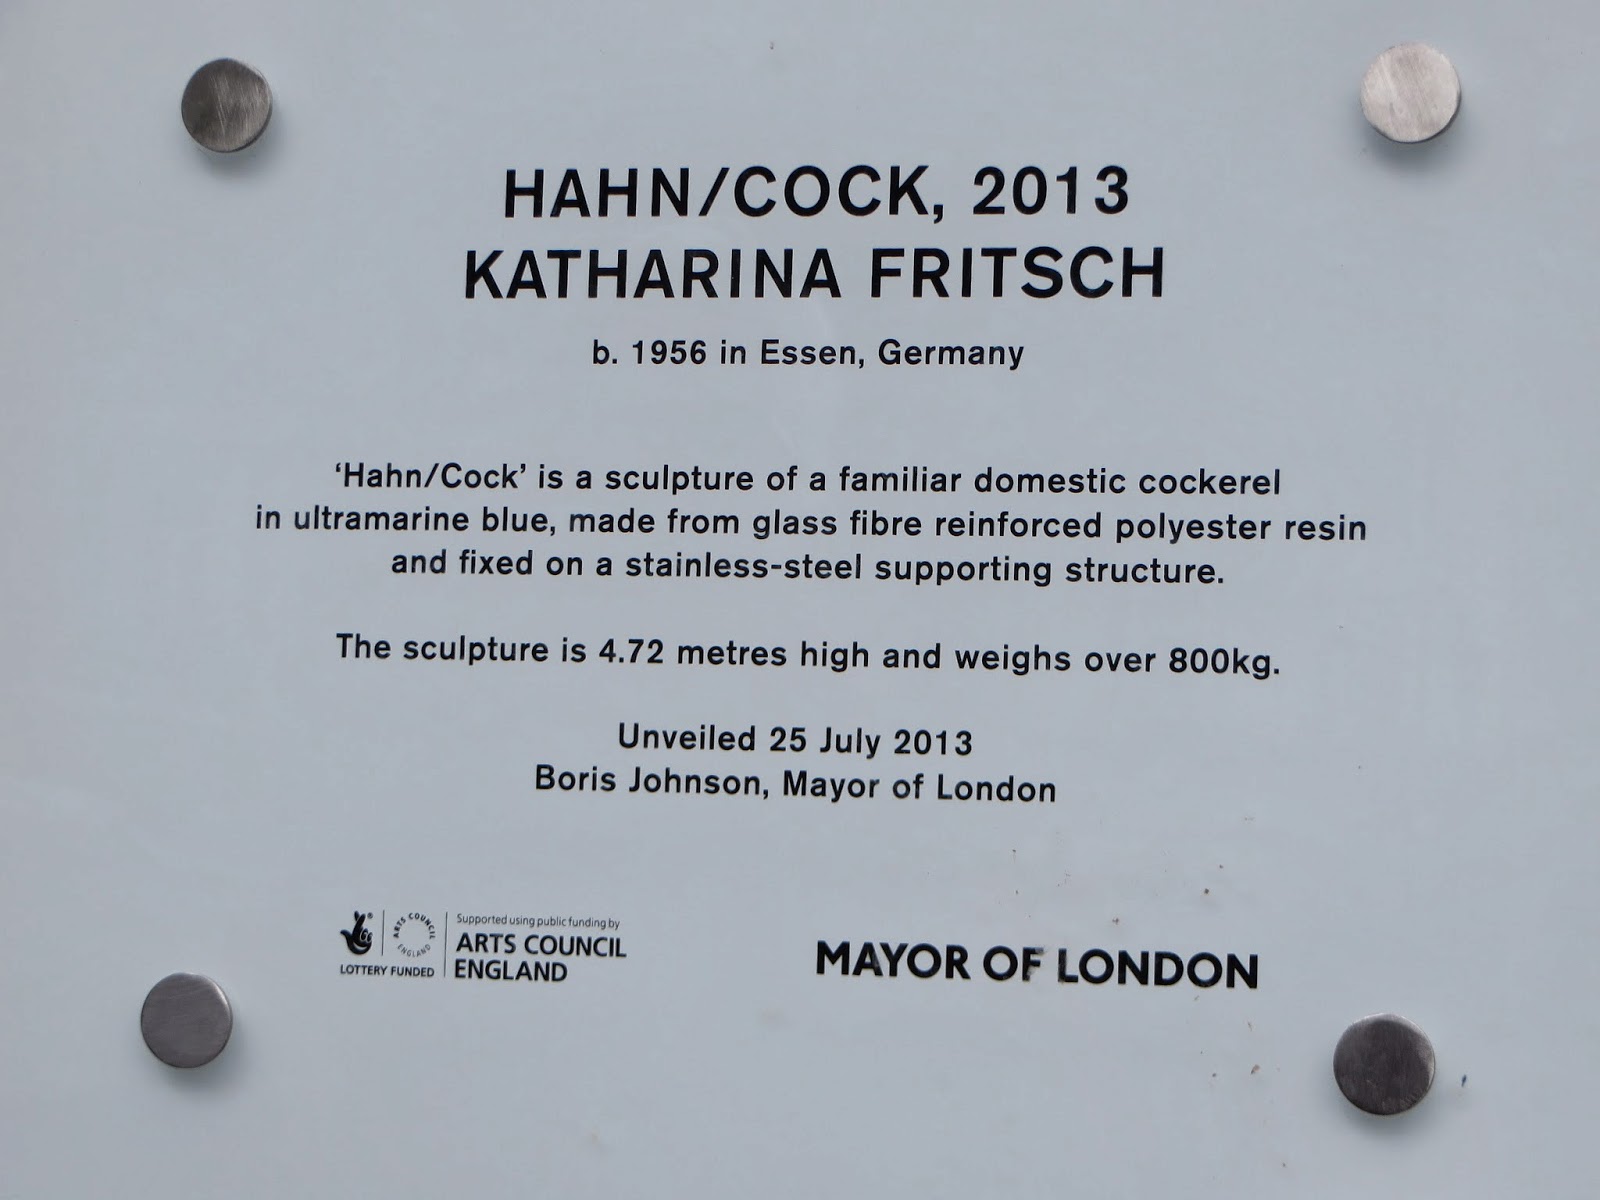 HAHN/COCK, 2013
KATHARINA FRITSCH
b. 1956 in Essen, Germany
‘Hahn/Cock’ is a sculpture of a familiar domestic cockerel
in ultramarine blue, made from glass fibre reinforced polyester resin
and fixed on a stainless-steel supporting structure.
The sculpture is 4.72 metres high and weighs over 800kg.
Unveiled 25 July 2013
Boris Johnson, Mayor of London
ARTS COUNCIL
ENGLAND
LOTTERY FUNDED
Supported using public funding by
ARTS COUNCIL
ENGLAND
MAYOR OF LONDON